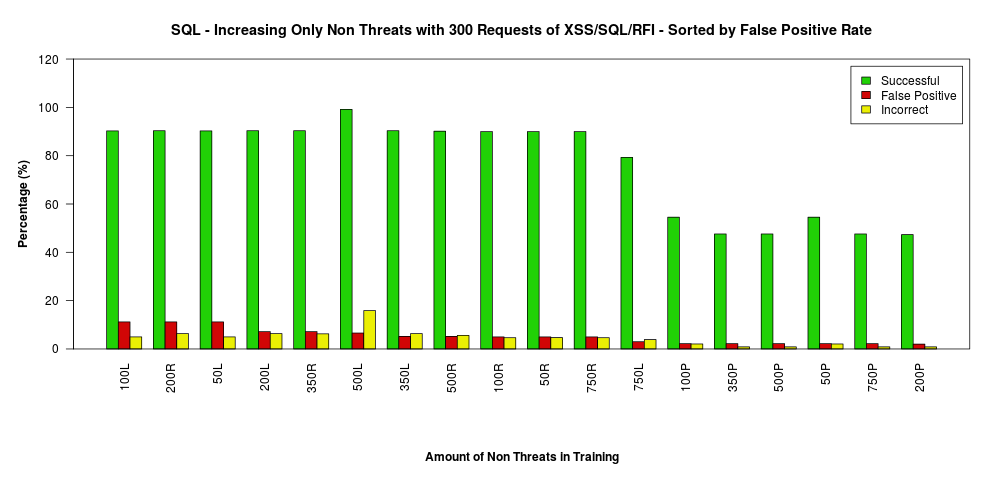 SQL - Increasing Only Non Threats with 300 Requests of XSS/SQL/RFI - Sorted by False Positive Rate
120
100
80
60
40
20
0
Percentage (%)
Successful
False Positive
Incorrect
100L
200R
50L
200L
350R
500L
350L
500R
100R
50R
750R
750L
100P
350P
500P
50P
750P
200P
Amount of Non Threats in Training